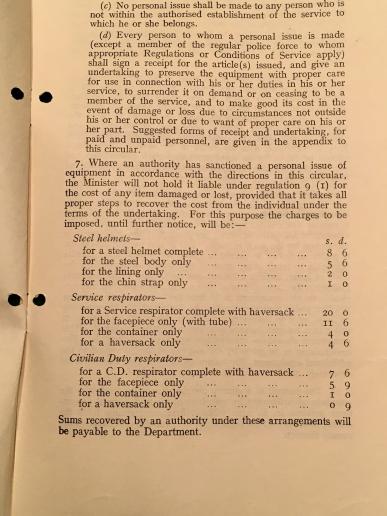 (c) No personal issue shall be made to any person who is
not within the authorised establishment of the service to
which he or she belongs.
(d) Every person to whom a personal issue is made
(except a member of the regular police force to whom
appropriate Regulations or Conditions of Service apply)
shall sign a receipt for the article(s) issued, and give an
undertaking to preserve the equipment with proper care
for use in connection with his or her duties in his or her
service, to surrender it on demand or on ceasing to be a
member of the service, and to make good its cost in the
event of damage or loss due to circumstances not outside
his or her control or due to want of proper care on his or
her part. Suggested forms of receipt and undertaking, for
paid and unpaid personnel, are given in the appendix to
this circular.
7. Where an authority has sanctioned a personal issue of
equipment in accordance with the directions in this circular,
the Minister will not hold it liable under regulation 9 (1) for
the cost of any item damaged or lost, provided that it takes all
proper steps to recover the cost from the individual under the
terms of the undertaking. For this purpose the charges to be
imposed, until further notice, will be:—
Steel helmets— s. d.
for a steel helmet complete ... ... ... ... 8 6
for the steel body only ... ... ... ... 5 6
for the lining only ... ... ... ... ... 2 0
for the chin strap only ... ... ... ... 1 0
Service respirators—
for a Service respirator complete with haversack ... 20 0
for the facepiece only (with tube) ... ... ... 11 6
for the container only ... ... ... ... 4 0
for a haversack only ... ... ... ... 4 6
Civilian Duty respirators—
for a C.D. respirator complete with haversack ... 7 6
for the facepiece only ... ... ... ... 5 9
for the container only ... ... ... ... 1 0
for a haversack only ... ... ... ... 0 9
Sums recovered by an authority under these arrangements will
be payable to the Department.